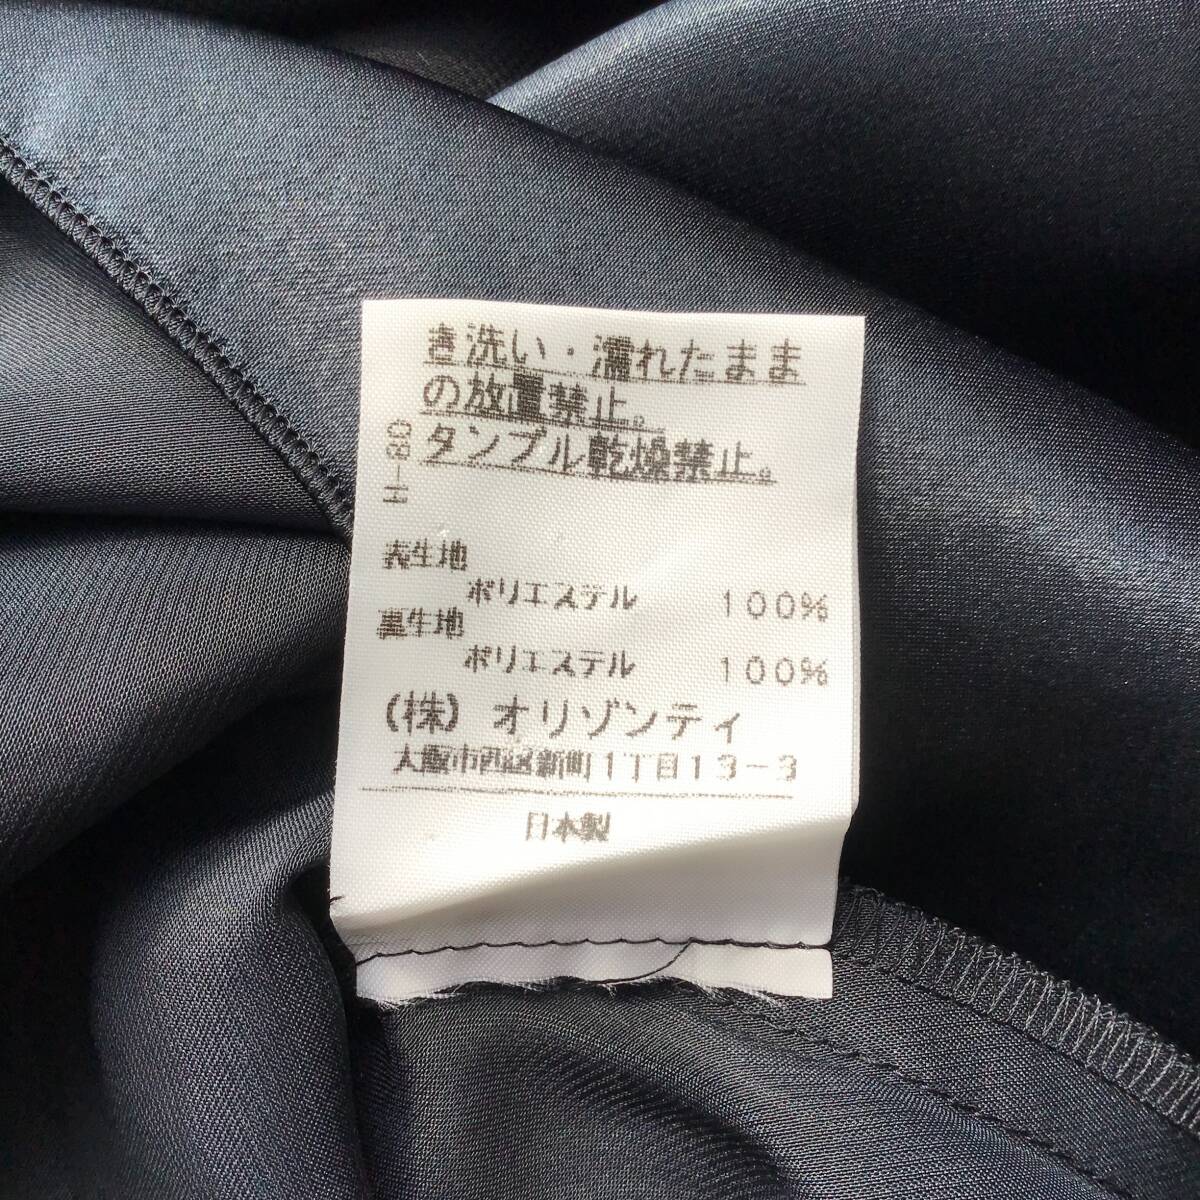 き洗い・濡れたまま
の放置禁止。
タンブル乾燥禁止。
08-H
表生地
ポリエステル 100%
裏生地
ポリエステル 100%
(株)オリゾンティ
大阪市西区新町1丁目13-3
日本製